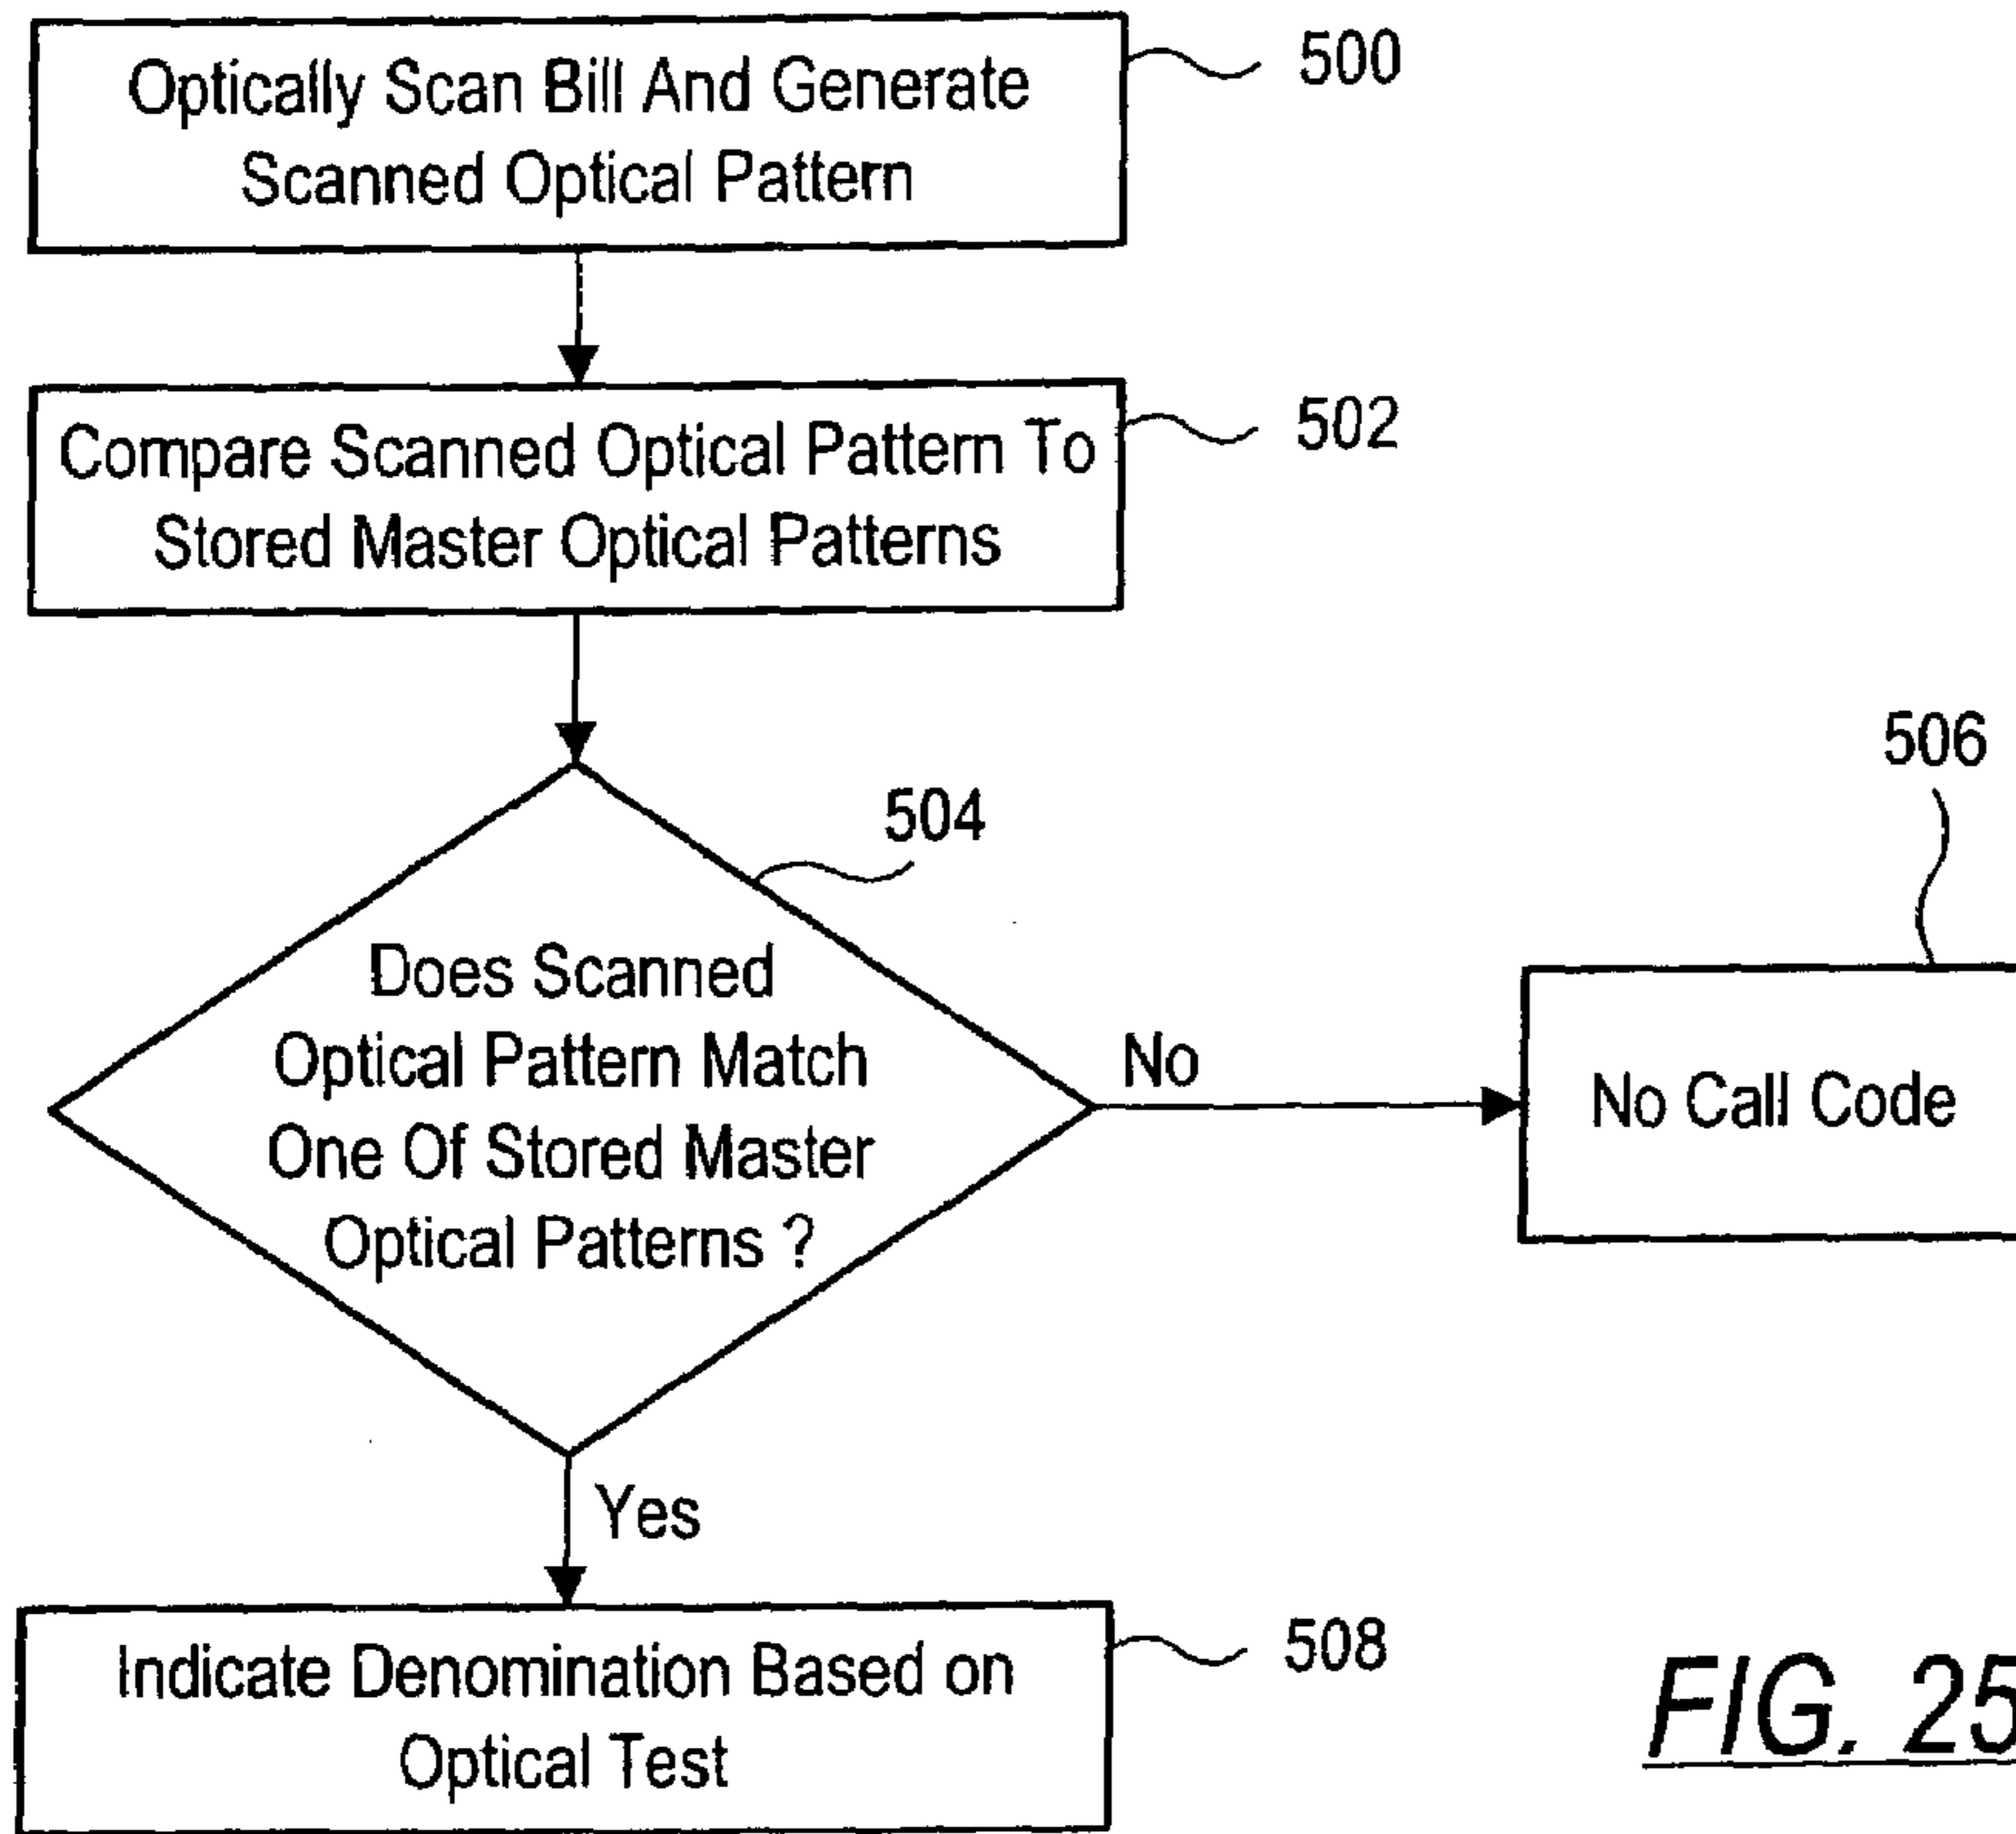 Optically Scan Bill And Generate
Scanned Optical Pattern
500
Compare Scanned Optical Pattern To
Stored Master Optical Patterns
502
504
Does Scanned
Optical Pattern Match
One Of Stored Master
Optical Patterns ?
No
506
No Call Code
Yes
Indicate Denomination Based on
Optical Test
508
FIG. 25